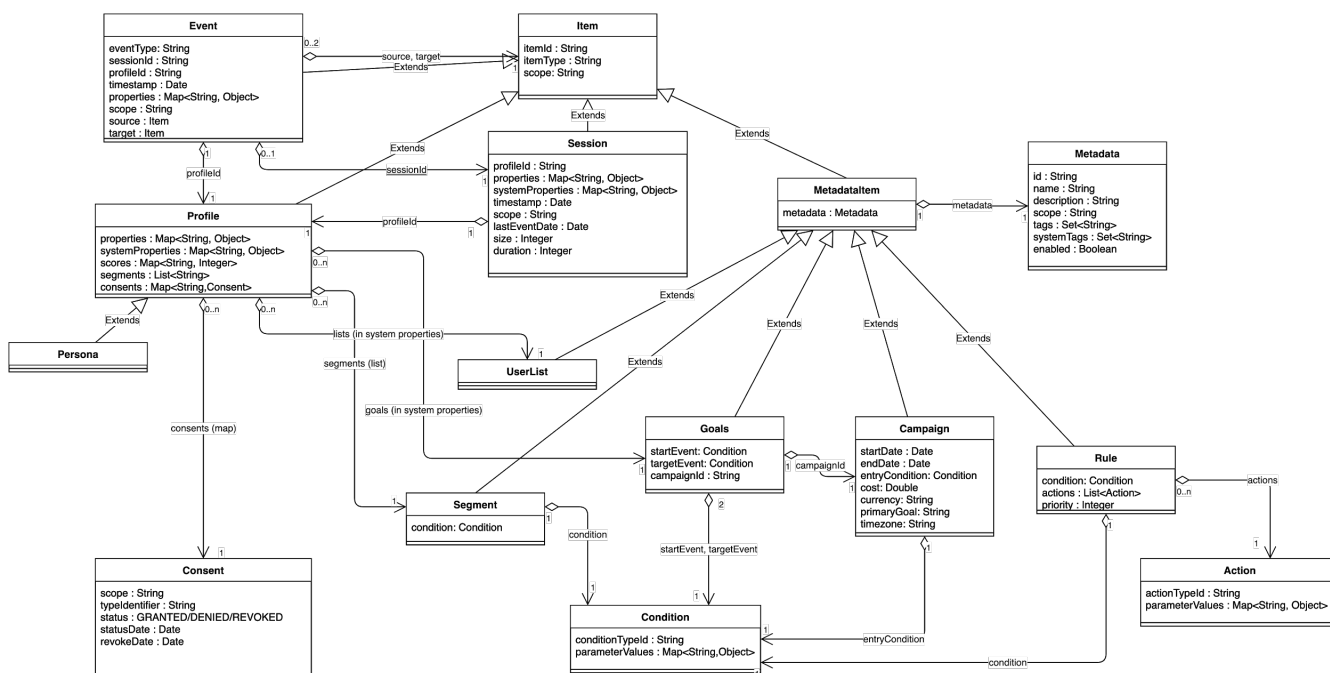 Event
eventType: String
sessionId : String
profileId : String
timestamp : Date
properties : Map<String, Object>
scope : String
source : Item
target : Item
0..2
source, target
Extends
1
Item
itemId : String
itemType : String
scope: String
1
profileId
1
0..1
sessionId
1
Extends
Extends
Extends
Session
profileId : String
properties : Map<String, Object>
systemProperties : Map<String, Object>
timestamp : Date
scope : String
lastEventDate : Date
size : Integer
duration : Integer
Metadata
id : String
name : String
description : String
scope : String
tags : Set<String>
systemTags : Set<String>
enabled : Boolean
MetadataItem
metadata : Metadata
1
metadata
1
Profile
properties : Map<String, Object>
systemProperties : Map<String, Object>
scores : Map<String, Integer>
segments : List<String>
consents : Map<String,Consent>
1
profileId
1
0..n
0..n
0..n
0..n
Extends
Persona
lists (in system properties)
1
segments (list)
UserList
Extends
Extends
Extends
Extends
Extends
goals (in system properties)
1
consents (map)
1
Goals
startEvent: Condition
targetEvent: Condition
campaignId : String
1
campaignId
1
Campaign
startDate : Date
endDate : Date
entryCondition: Condition
cost: Double
currency: String
primaryGoal: String
timezone: String
Rule
condition: Condition
actions : List<Action>
priority : Integer
0..n
actions
1
1
Segment
condition: Condition
1
condition
1
2
startEvent, targetEvent
1
1
entryCondition
1
1
condition
Consent
scope : String
typeIdentifier : String
status : GRANTED/DENIED/REVOKED
statusDate : Date
revokeDate : Date
Condition
conditionTypeId : String
parameterValues : Map<String,Object>
1
Action
actionTypeId : String
parameterValues : Map<String, Object>